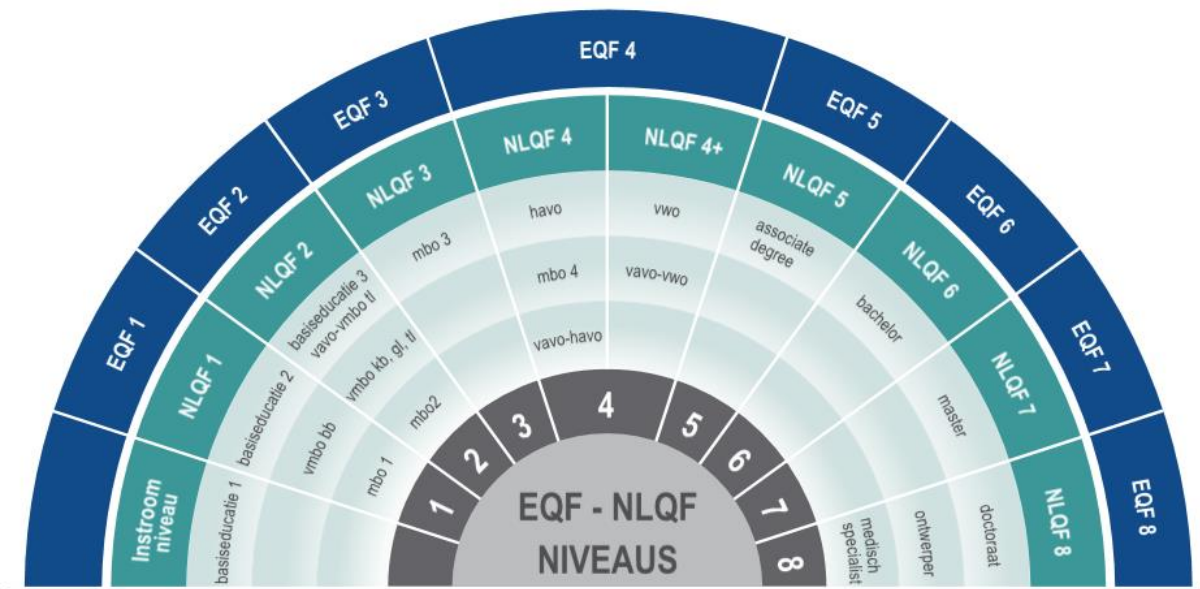 EQF 1
EQF 2
EQF 3
EQF 4
EQF 5
EQF 6
EQF 7
EQF 8
Instroom
niveau
NLQF 1
NLQF 2
NLQF 3
NLQF 4
NLQF 4+
NLQF 5
NLQF 6
NLQF 7
NLQF 8
basiseducatie 1
basiseducatie 2
vmbo bb
mbo 1
basiseducatie 3
vavo-vmbo tl
vmbo kb, gl, tl
mbo2
mbo 3
havo
mbo 4
vavo-havo
vwo
vavo-vwo
associate
degree
bachelor
master
doctoraat
ontwerper
medisch
specialist
1
2
3
4
5
6
7
8
EQF - NLQF
NIVEAUS